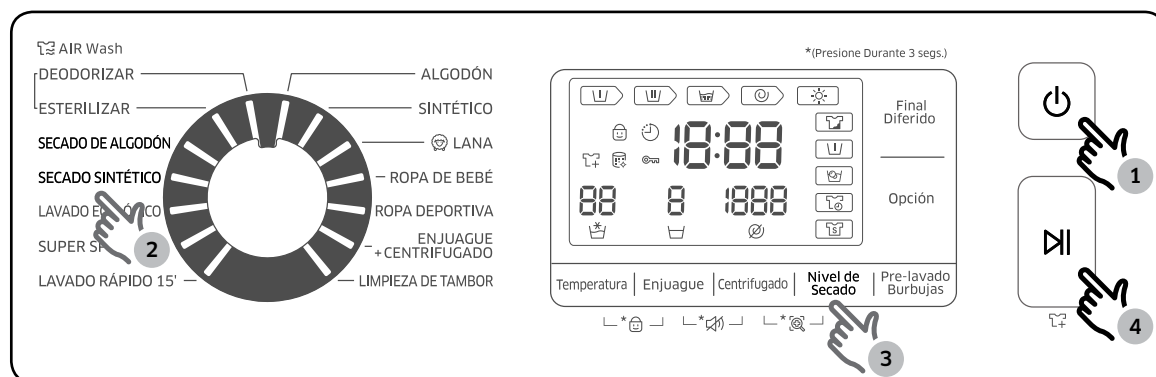 AIR Wash
DEODORIZAR
ESTERILIZAR
SECADO DE ALGODÓN
SECADO SINTÉTICO
LAVADO
SUPER
LAVADO RÁPIDO 15'
ALGODÓN
SINTÉTICO
LANA
ROPA DE BEBÉ
ROPA DEPORTIVA
ENJUAGUE
+CENTRIFUGADO
LIMPIEZA DE TAMBOR
2
*(Presione Durante 3 segs.)
18:88
88 8 1888
Final
Diferido
Opción
Temperatura
Enjuague
Centrifugado
Nivel de
Secado
Pre-lavado
Burbujas
* * *
3
1
4